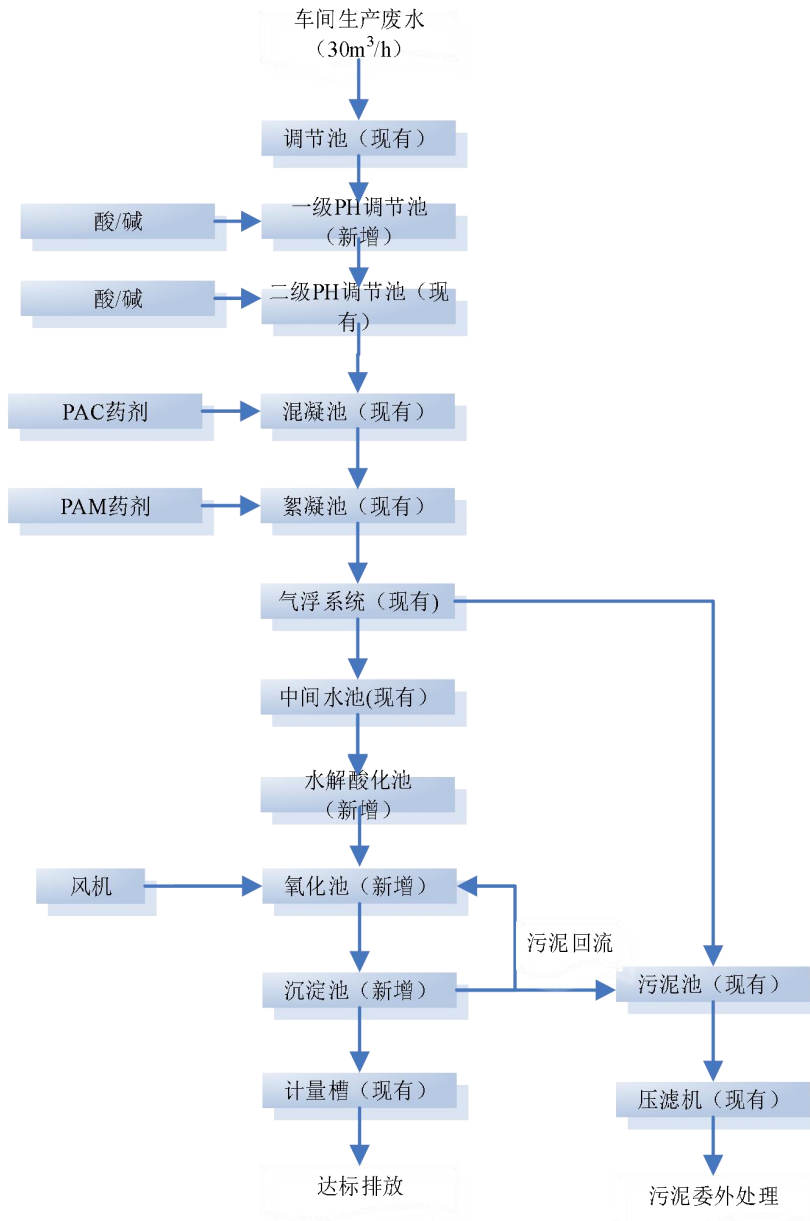 车间生产废水
（30m³/h）
调节池（现有）
酸/碱
一级PH调节池
（新增）
酸/碱
二级PH调节池（现
有）
PAC药剂
混凝池（现有）
PAM药剂
絮凝池（现有）
气浮系统（现有)
中间水池(现有）
水解酸化池
（新增）
风机
氧化池（新增）
污泥回流
沉淀池（新增）
污泥池（现有）
计量槽（现有）
压滤机（现有）
达标排放
污泥委外处理